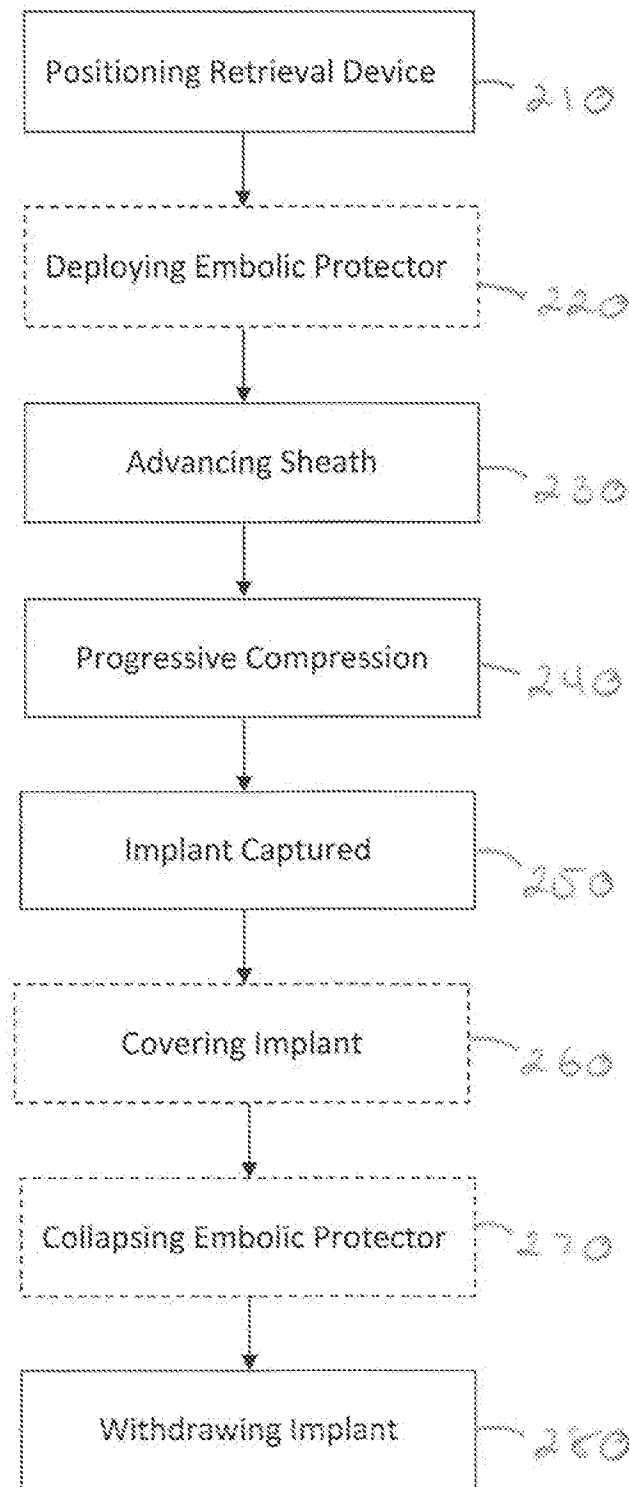 Positioning Retrieval Device
210
Deploying Embolic Protector
220
Advancing Sheath
230
Progressive Compression
240
Implant Captured
250
Covering Implant
260
Collapsing Embolic Protector
270
Withdrawing Implant
280